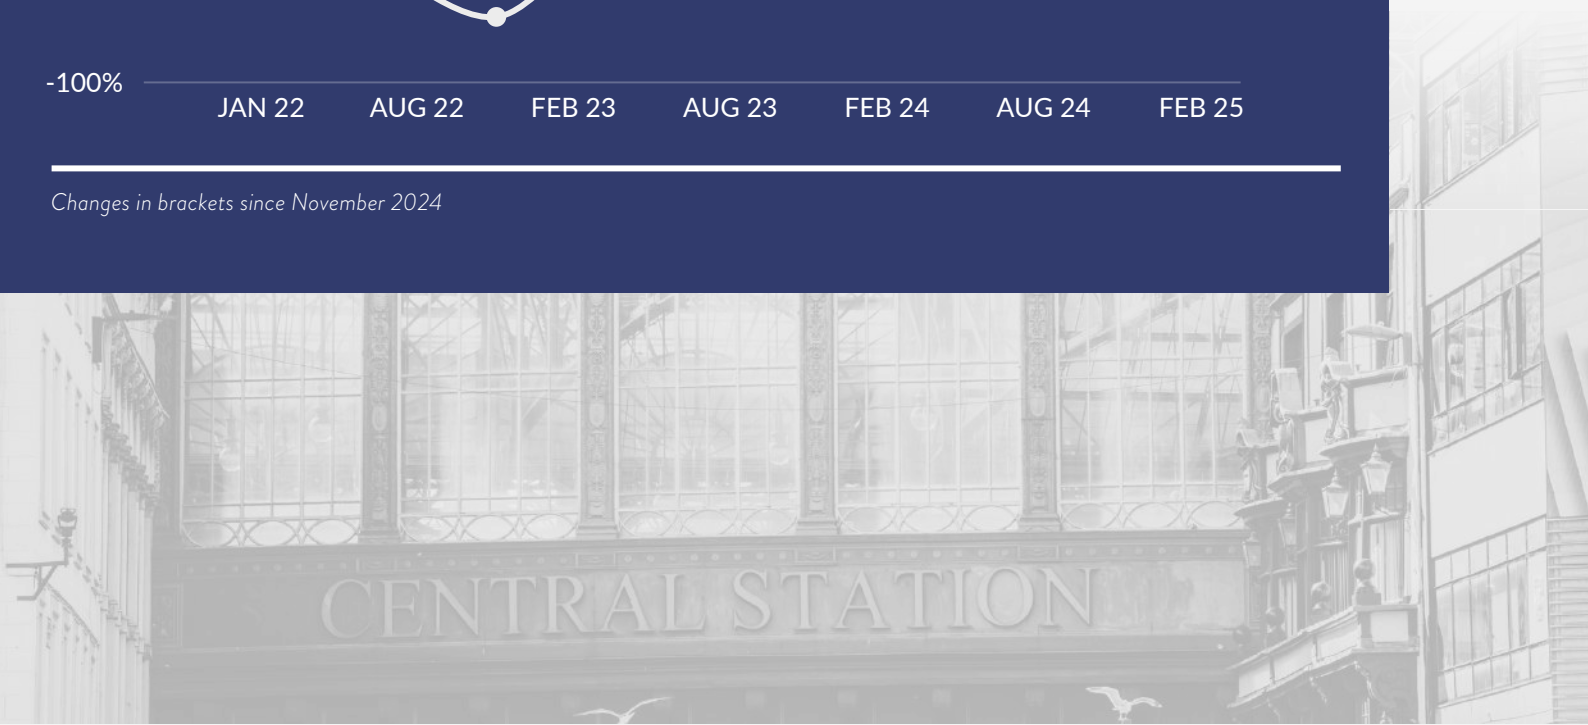 -100%
JAN 22 AUG 22 FEB 23 AUG 23 FEB 24 AUG 24 FEB 25
Changes in brackets since November 2024
CENTRAL STATION